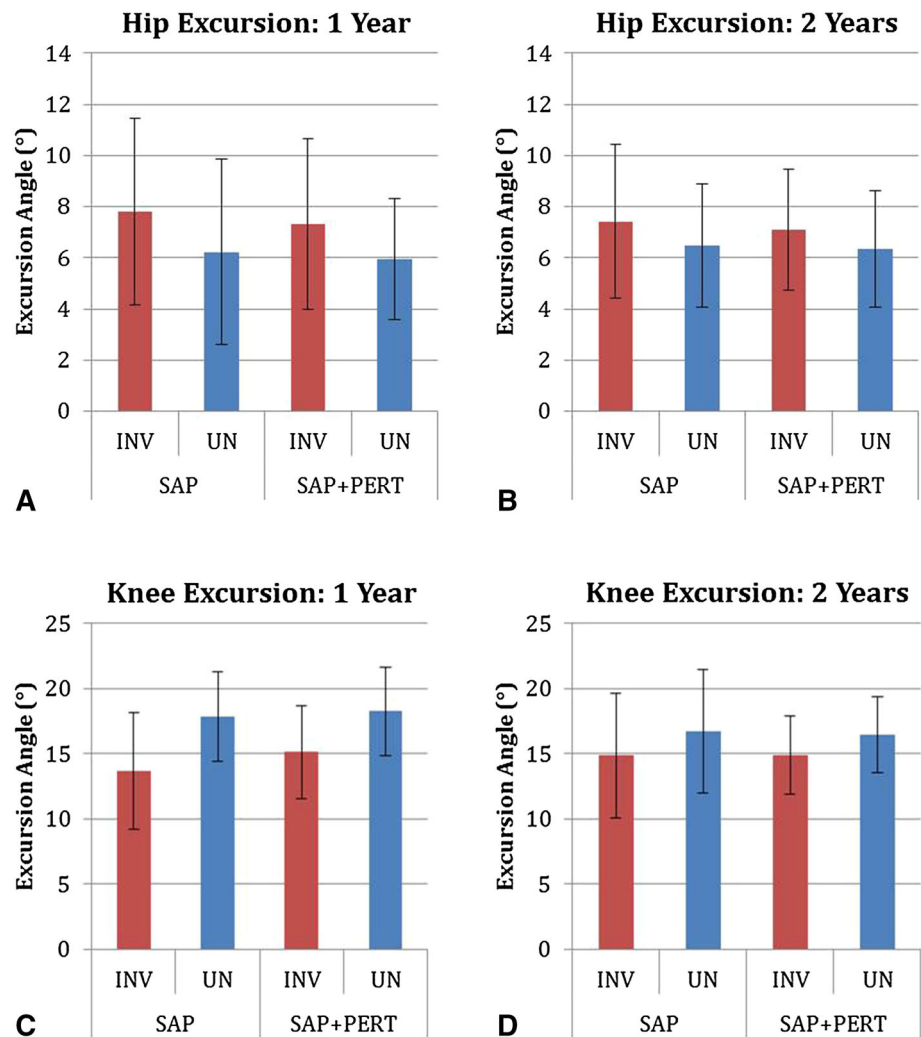 Hip Excursion: 1 Year
14
12
10
8
6
4
2
0
Excursion Angle (°)
INV UN INV UN
SAP SAP+PERT
A
Hip Excursion: 2 Years
14
12
10
8
6
4
2
0
Excursion Angle (°)
INV UN INV UN
SAP SAP+PERT
B
Knee Excursion: 1 Year
25
20
15
10
5
0
Excursion Angle (°)
INV UN INV UN
SAP SAP+PERT
C
Knee Excursion: 2 Years
25
20
15
10
5
0
Excursion Angle (°)
INV UN INV UN
SAP SAP+PERT
D